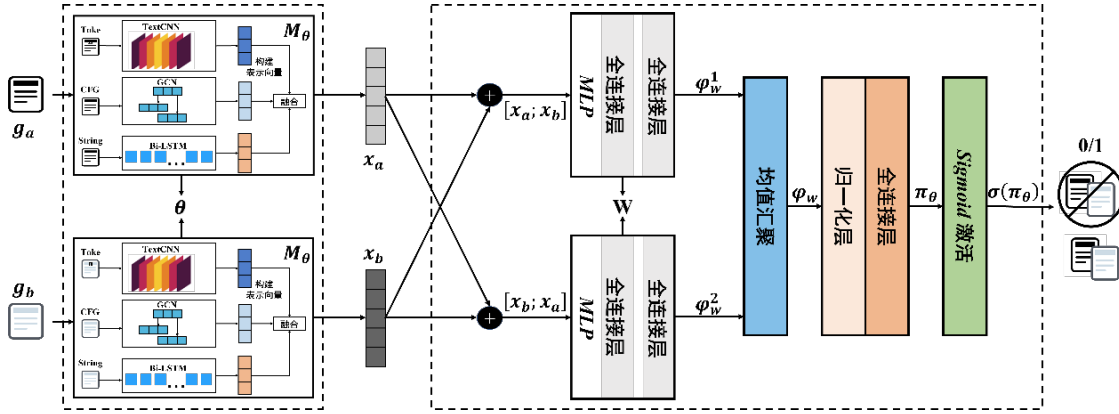 g_a
Toke
n
TextCNN
M_θ
构建
表示向量
CFG
GCN
融合
String
Bi-LSTM
...
θ
g_b
Toke
n
TextCNN
M_θ
构建
表示向量
CFG
GCN
融合
String
Bi-LSTM
...
x_a
x_b
+
[x_a; x_b]
+
[x_b; x_a]
MLP
全连接层
全连接层
W
MLP
全连接层
全连接层
φ_w^1
φ_w^2
均值汇聚
φ_w
归一化层
全连接层
π_θ
Sigmoid 激活
σ(π_θ)
0/1